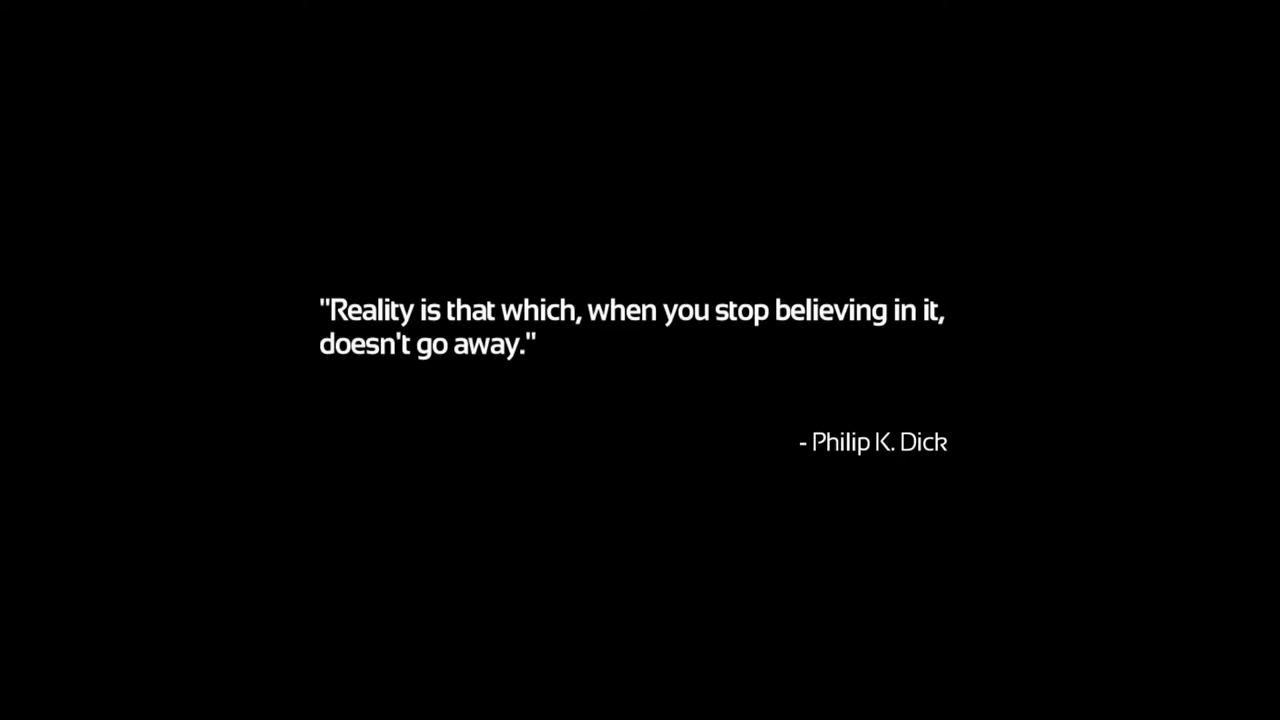 "Reality is that which, when you stop believing in it,
doesn't go away."
- Philip K. Dick